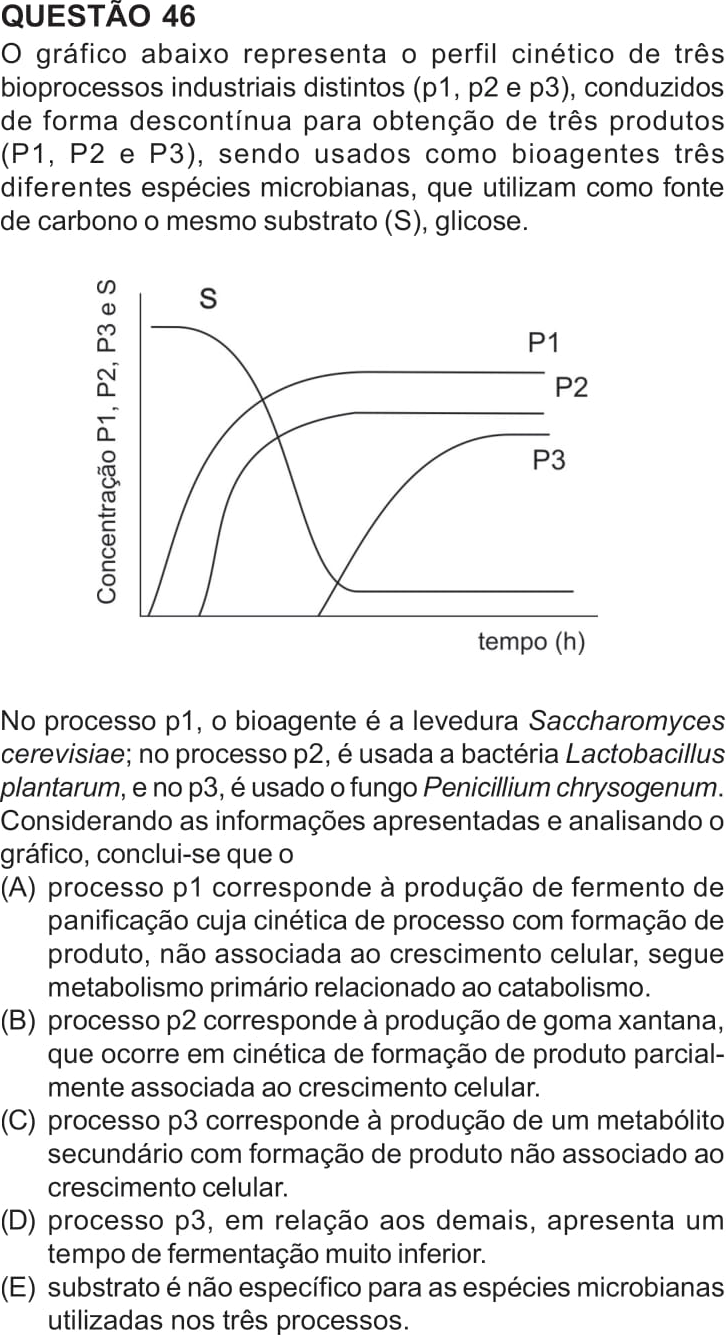 QUESTÃO 46
O gráfico abaixo representa o perfil cinético de três
bioprocessos industriais distintos (p1, p2 e p3), conduzidos
de forma descontínua para obtenção de três produtos
(P1, P2 e P3), sendo usados como bioagentes três
diferentes espécies microbianas, que utilizam como fonte
de carbono o mesmo substrato (S), glicose.
Concentração P1, P2, P3 e S
S
P1
P2
P3
tempo (h)
No processo p1, o bioagente é a levedura Saccharomyces
cerevisiae; no processo p2, é usada a bactéria Lactobacillus
plantarum, e no p3, é usado o fungo Penicillium chrysogenum.
Considerando as informações apresentadas e analisando o
gráfico, conclui-se que o
(A) processo p1 corresponde à produção de fermento de
panificação cuja cinética de processo com formação de
produto, não associada ao crescimento celular, segue
metabolismo primário relacionado ao catabolismo.
(B) processo p2 corresponde à produção de goma xantana,
que ocorre em cinética de formação de produto parcial-
mente associada ao crescimento celular.
(C) processo p3 corresponde à produção de um metabólito
secundário com formação de produto não associado ao
crescimento celular.
(D) processo p3, em relação aos demais, apresenta um
tempo de fermentação muito inferior.
(E) substrato é não específico para as espécies microbianas
utilizadas nos três processos.